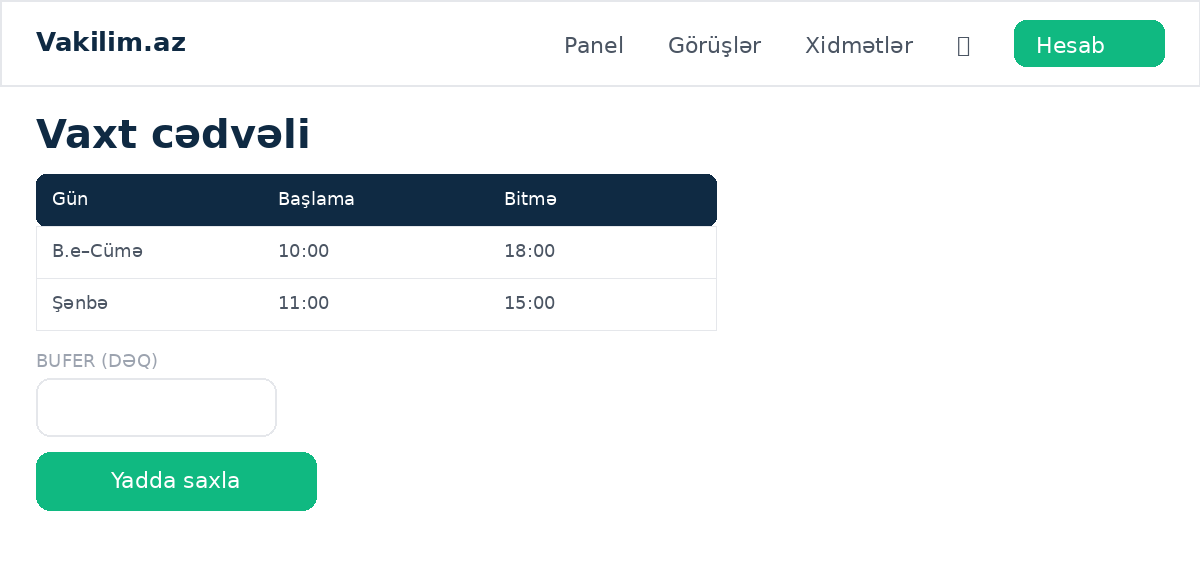 Vakilim.az
Panel Görüşlər Xidmətlər Hesab
Vaxt cədvəli
Gün Başlama Bitmə
B.e–Cümə 10:00 18:00
Şənbə 11:00 15:00
BUFER (DƏQ)
Yadda saxla